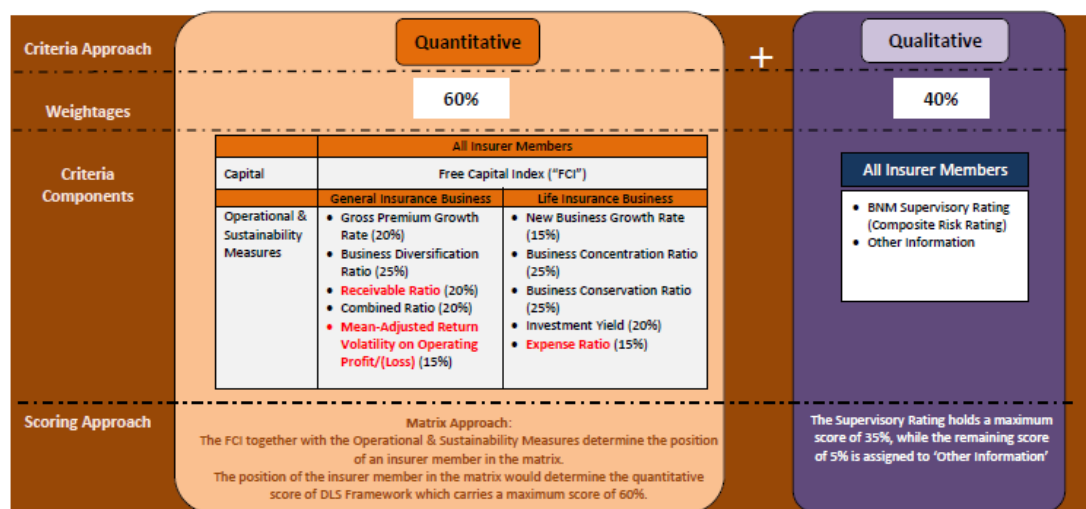 Criteria Approach
Quantitative
+
Qualitative
Weightages
60%
40%
Criteria
Components
All Insurer Members
Capital
Free Capital Index ("FCI")
General Insurance Business
Life Insurance Business
Operational &
Sustainability
Measures
• Gross Premium Growth
Rate (20%)
• Business Diversification
Ratio (25%)
• Receivable Ratio (20%)
• Combined Ratio (20%)
• Mean-Adjusted Return
Volatility on Operating
Profit/(Loss) (15%)
• New Business Growth Rate
(15%)
• Business Concentration Ratio
(25%)
• Business Conservation Ratio
(25%)
• Investment Yield (20%)
• Expense Ratio (15%)
All Insurer Members
• BNM Supervisory Rating
(Composite Risk Rating)
• Other Information
Scoring Approach
Matrix Approach:
The FCI together with the Operational & Sustainability Measures determine the position
of an insurer member in the matrix.
The position of the insurer member in the matrix would determine the quantitative
score of DLS Framework which carries a maximum score of 60%.
The Supervisory Rating holds a maximum
score of 35%, while the remaining score
of 5% is assigned to 'Other Information'